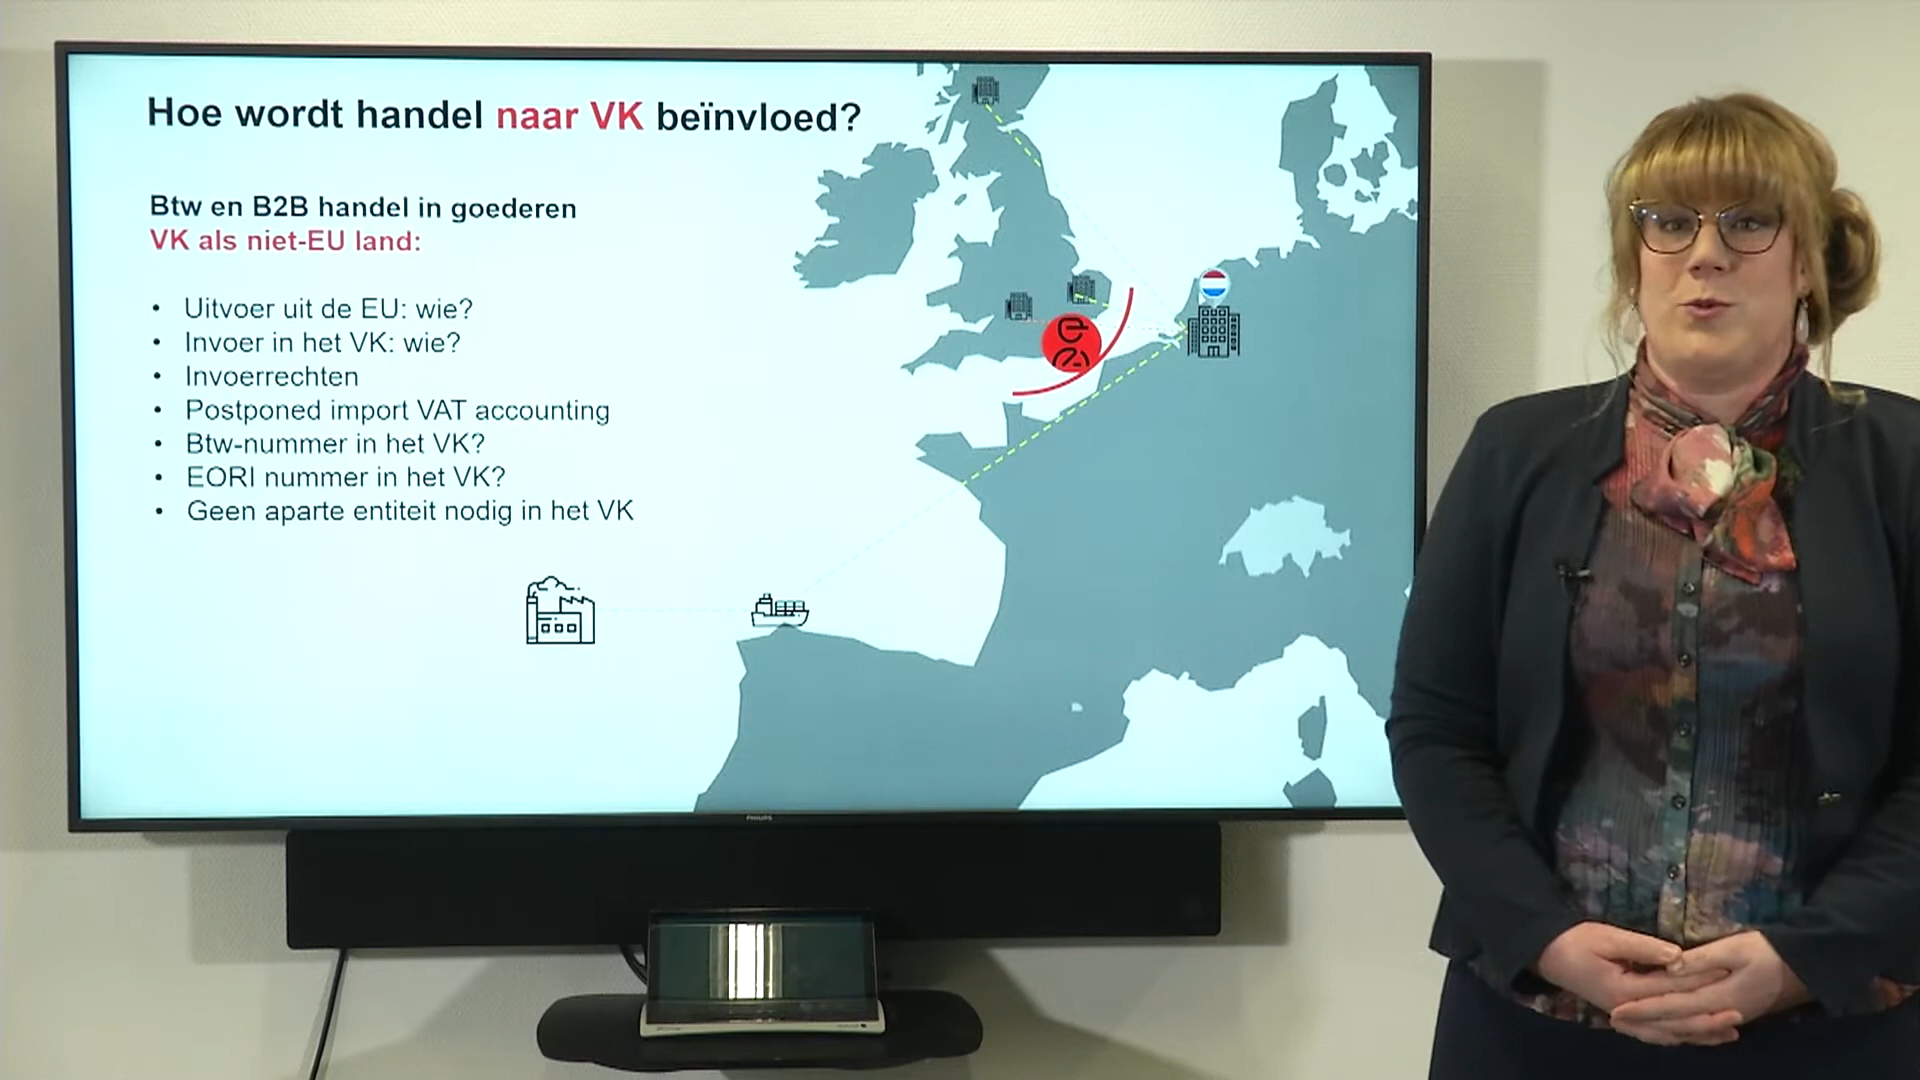 Hoe wordt handel naar VK beïnvloed?
Btw en B2B handel in goederen
VK als niet-EU land:
• Uitvoer uit de EU: wie?
• Invoer in het VK: wie?
• Invoerrechten
• Postponed import VAT accounting
• Btw-nummer in het VK?
• EORI nummer in het VK?
• Geen aparte entiteit nodig in het VK
PHILIPS